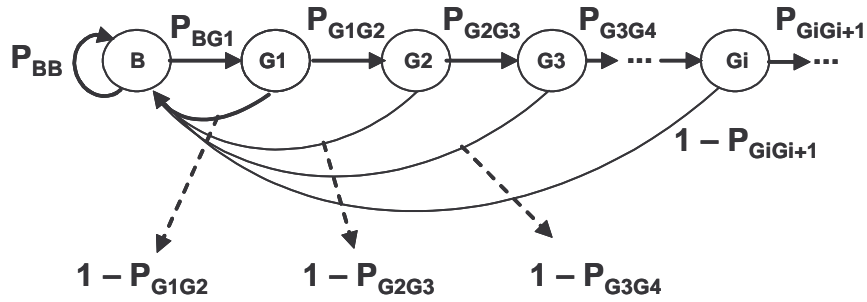 P_BB B P_BG1 G1 P_G1G2 G2 P_G2G3 G3 P_G3G4 ... Gi P_GiGi+1 ...
1 – P_GiGi+1
1 – P_G1G2 1 – P_G2G3 1 – P_G3G4